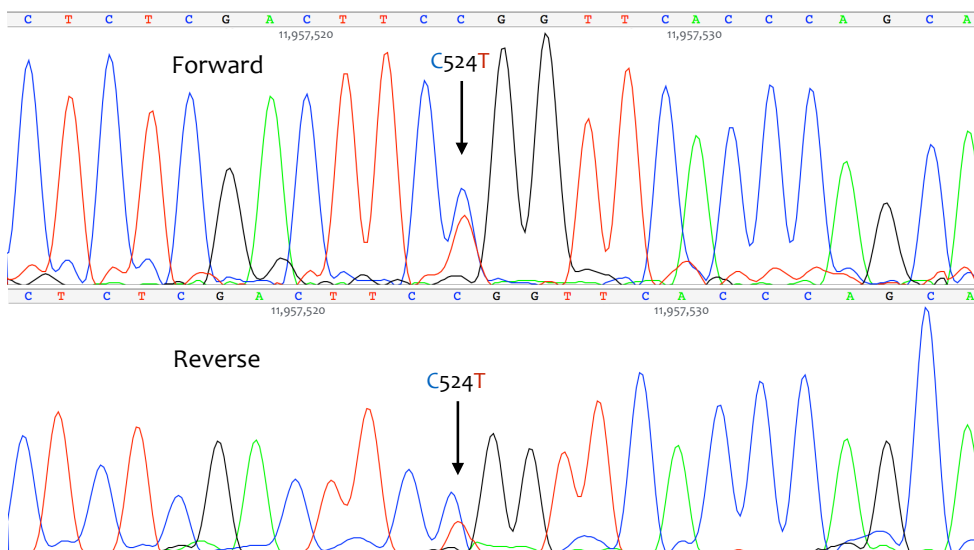 C T C T C G A C T T C C G G T T C A C C C A G C A
11,957,520 11,957,530
Forward
C524T
C T C T C G A C T T C C G G T T C A C C C A G C A
11,957,520 11,957,530
Reverse
C524T